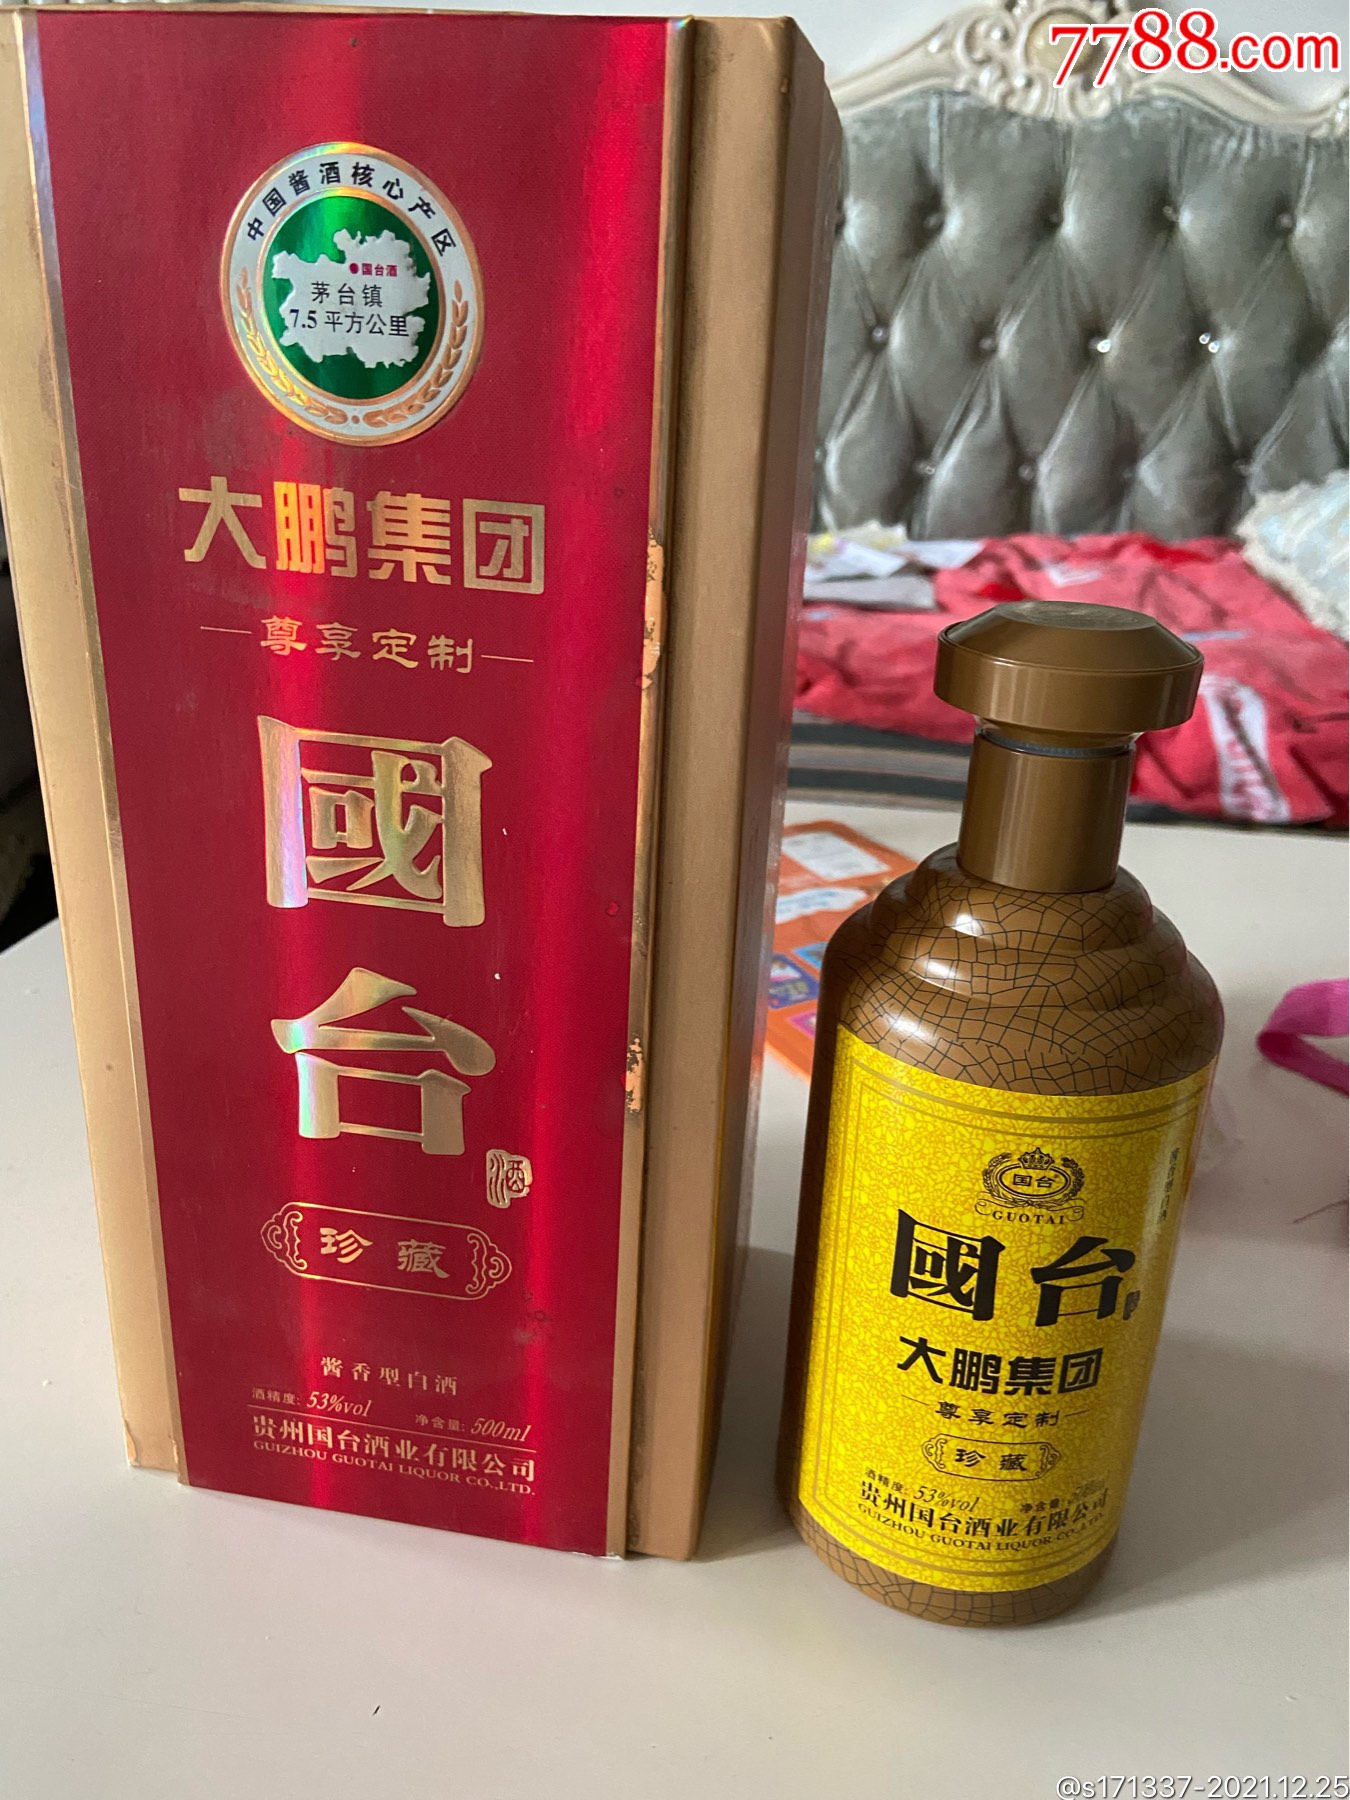 7788.com
中国酱酒核心产区
国台酒
茅台镇
7.5平方公里
大鹏集团
尊享定制
國
台
酒
珍藏
酱香型白酒
酒精度: 53%vol 净含量: 500ml
贵州国台酒业有限公司
GUIZHOU GUOTAI LIQUOR CO.,LTD.
国台
GUOTAI
國台
大鹏集团
尊享定制
珍藏
酒精度: 53%vol 净含量: 500ml
贵州国台酒业有限公司
GUIZHOU GUOTAI LIQUOR CO.,LTD.
@s171337-2021.12.25